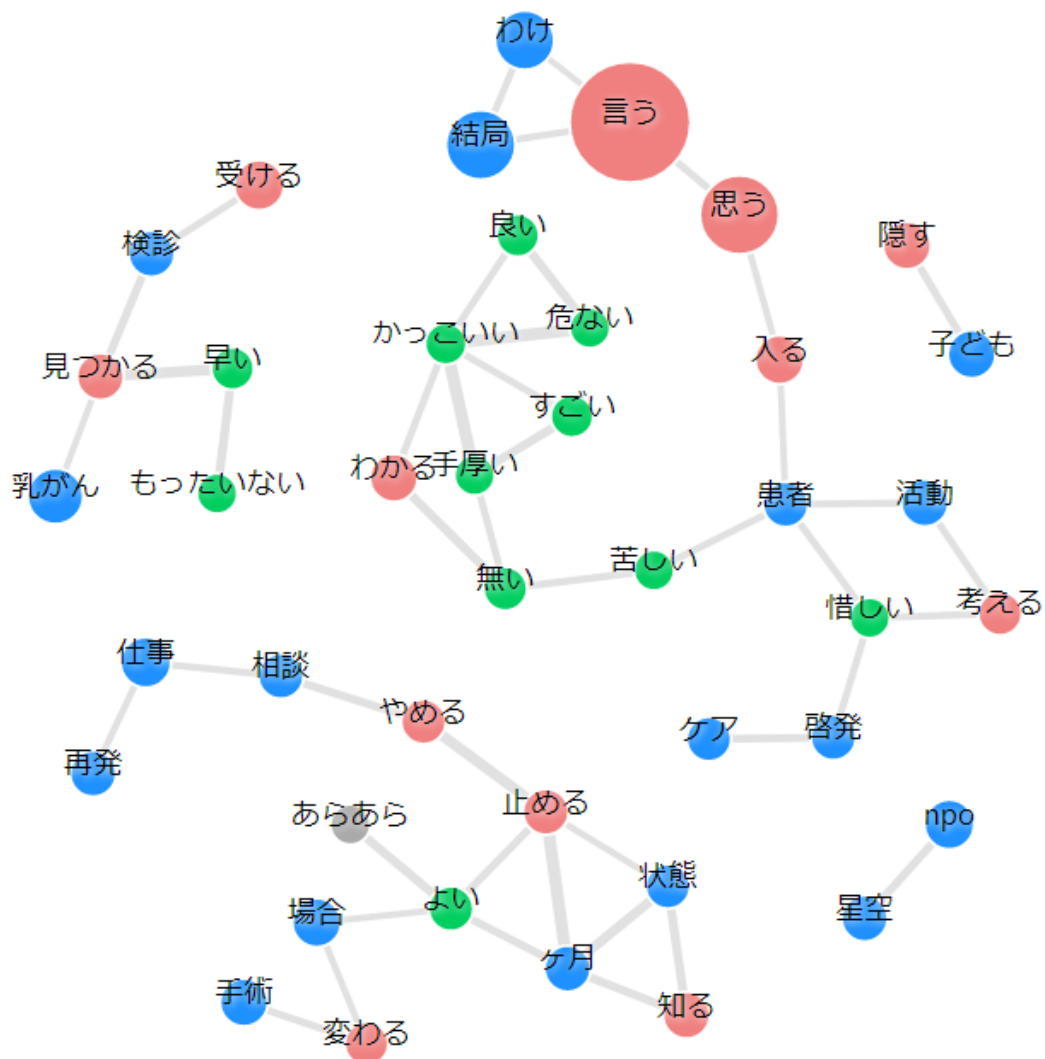 わけ
言う
結局
受ける
思う
良い
検診
隠す
危ない
かっこいい
子ども
入る
早い
見つかる
すごい
わかる
手厚い
もったいない
乳がん
患者
活動
苦しい
無い
惜しい
考える
仕事
相談
やめる
ケア
啓発
再発
止める
あらあら
npo
状態
よい
星空
場合
ヶ月
手術
知る
変わる